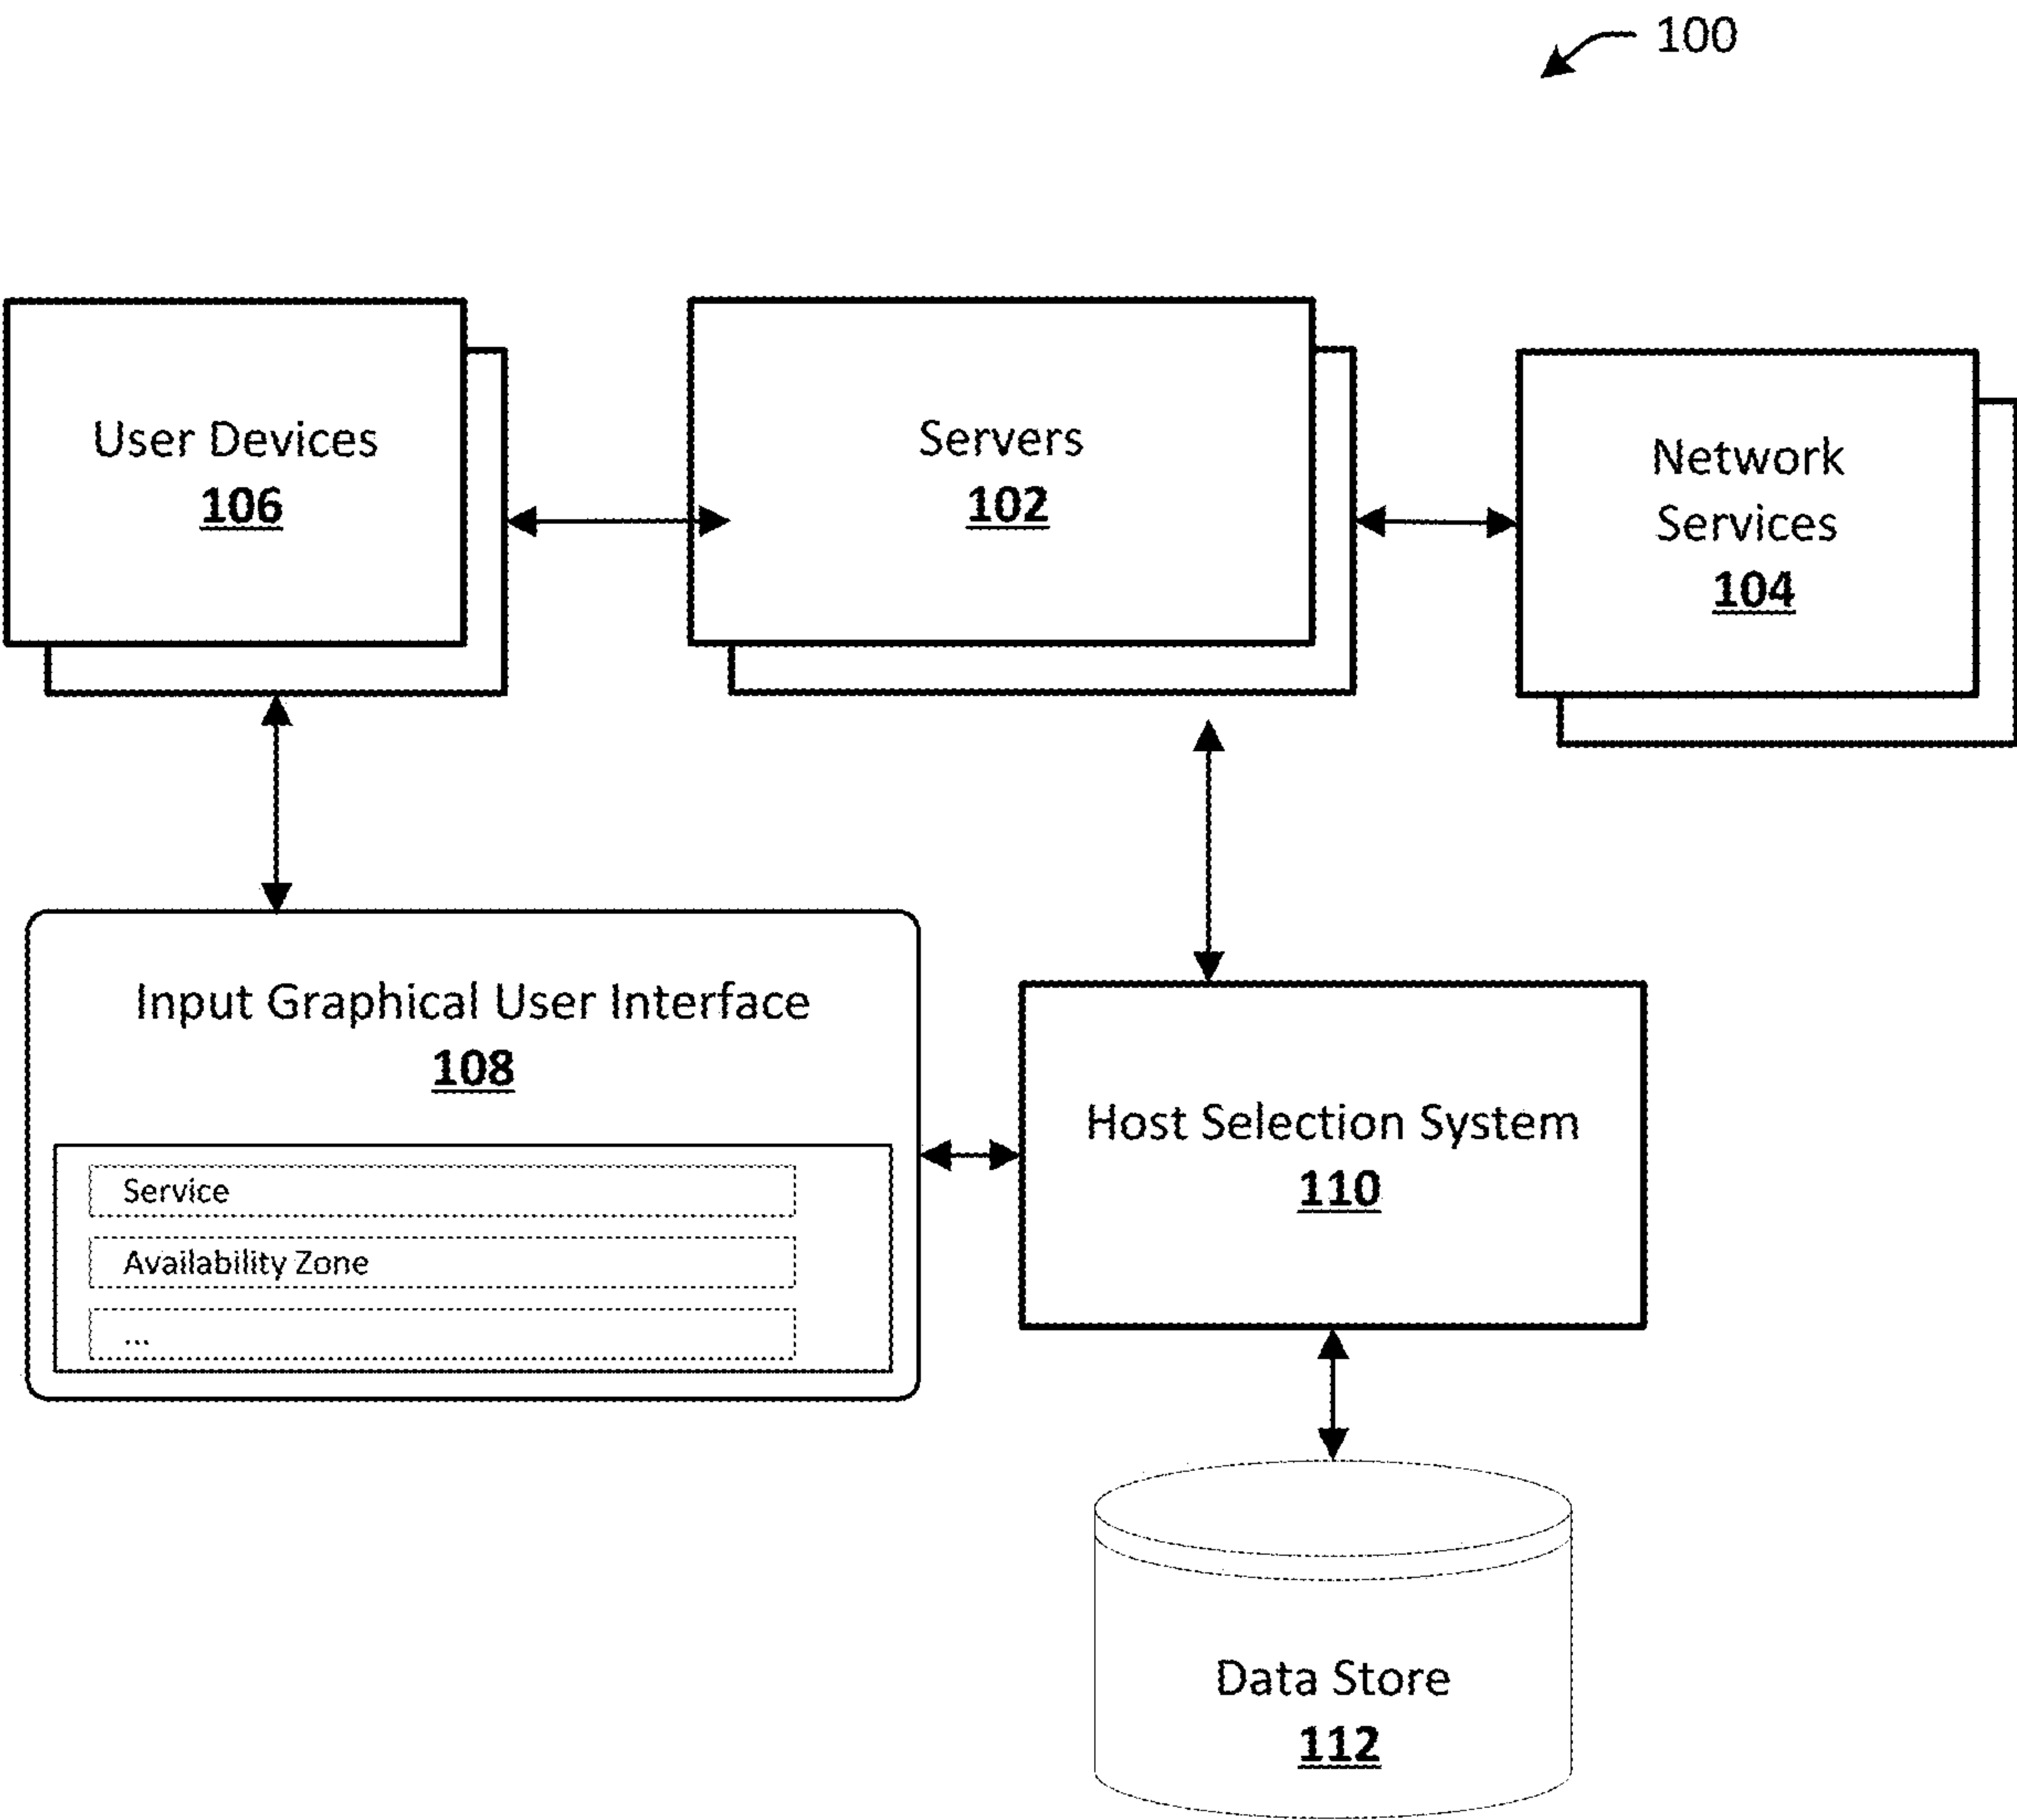 100
User Devices
106
Servers
102
Network
Services
104
Input Graphical User Interface
108
Service
Availability Zone
...
Host Selection System
110
Data Store
112